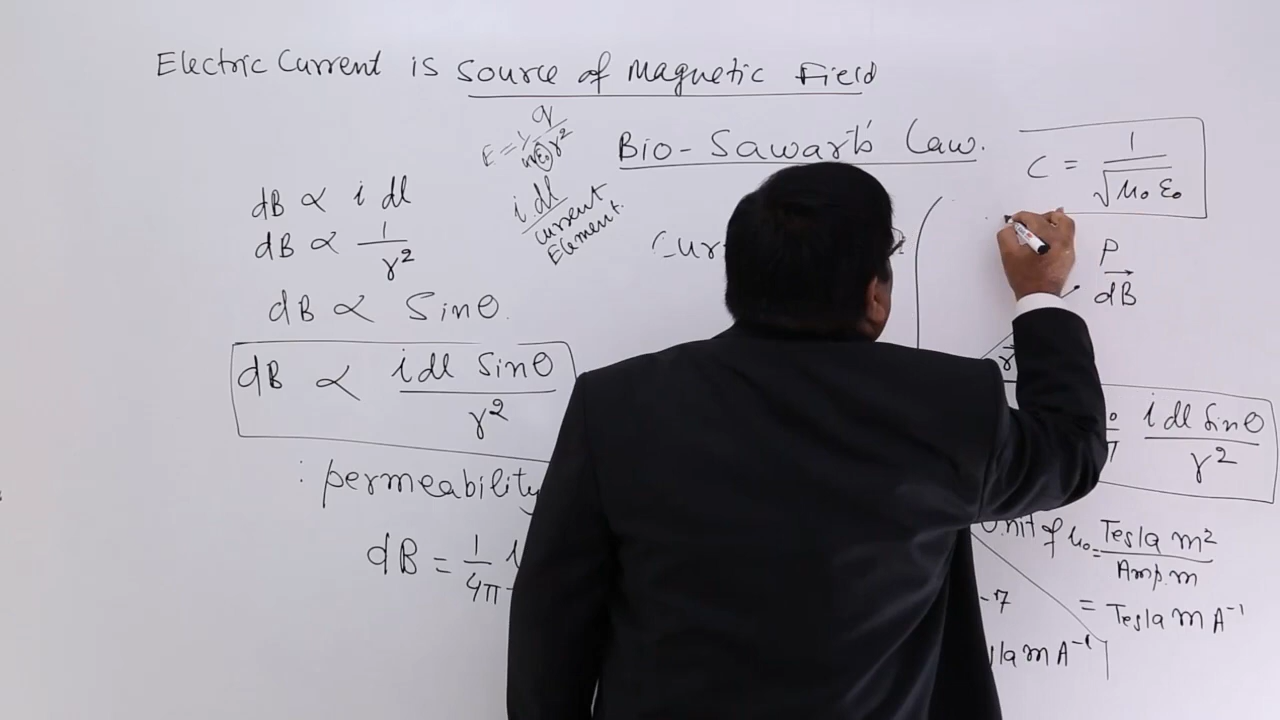 Electric Current is Source of Magnetic Field
E = 1/4πε₀ q/r²
Bio-Sawart's Law.
C = 1/√μ₀ε₀
dB ∝ i dl
i.dl
current
Element.
dB ∝ 1/r²
Cur
P
dB
dB ∝ Sinθ.
r
dB ∝ i dl Sinθ / r²
i dl Sinθ / r²
: permeability
Unit of μ₀ = Tesla m² / Amp.m
dB = 1/4π
-7
= Tesla m A⁻¹
la m A⁻¹